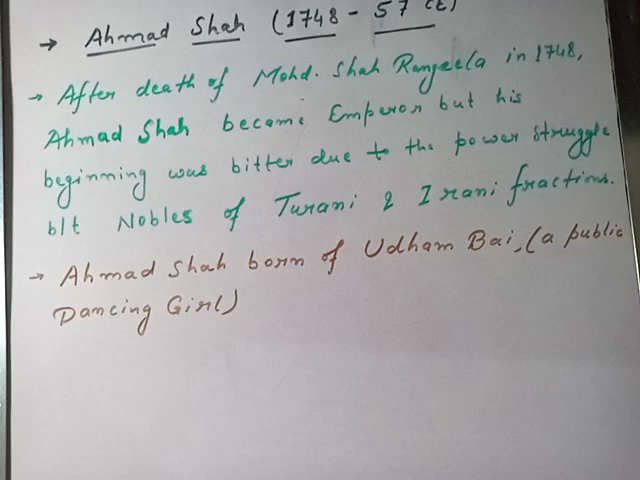 → Ahmad Shah (1748 - 57 CE)
→ After death of Mohd. Shah Rangeela in 1748,
Ahmad Shah became Emperor but his
beginning was bitter due to the power struggle
b/t Nobles of Turani & Irani fractions.
→ Ahmad Shah born of Udham Bai, (a public
Dancing Girl)